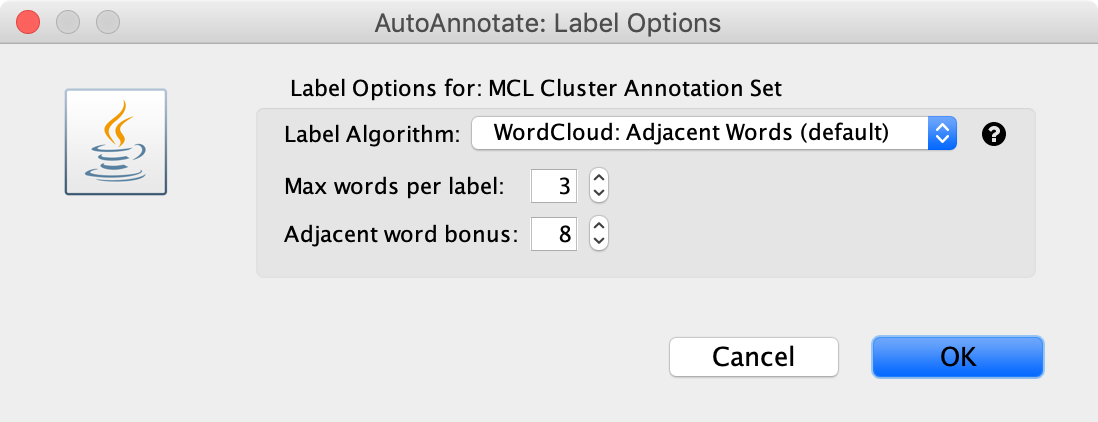 AutoAnnotate: Label Options
Label Options for: MCL Cluster Annotation Set
Label Algorithm: WordCloud: Adjacent Words (default) ?
Max words per label: 3
Adjacent word bonus: 8
Cancel OK